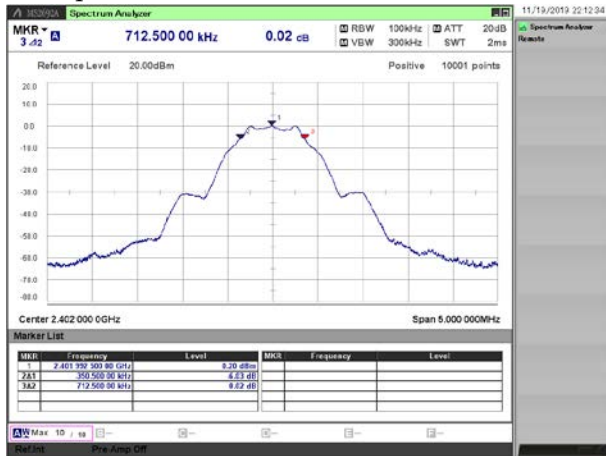 MS2692A Spectrum Analyzer
11/19/2019 22:12:34
MKR
3 Δ2
712.500 00 kHz
0.02 dB
RBW 100kHz
VBW 300kHz
ATT 20dB
SWT 2ms
Spectrum Analyzer
Remote
Reference Level 20.00dBm
Positive 10001 points
20.0
10.0
0.0
-10.0
-20.0
-30.0
-40.0
-50.0
-60.0
-70.0
-80.0
1
2
3
Center 2.402 000 0GHz
Span 5.000 000MHz
Marker List
MKR Frequency Level MKR Frequency Level
1 2.401 992 500 00 GHz 0.20 dBm
2Δ1 350.500 00 kHz 6.03 dB
3Δ2 712.500 00 kHz 0.02 dB
Max 10 / 10
Ref.Int Pre-Amp Off